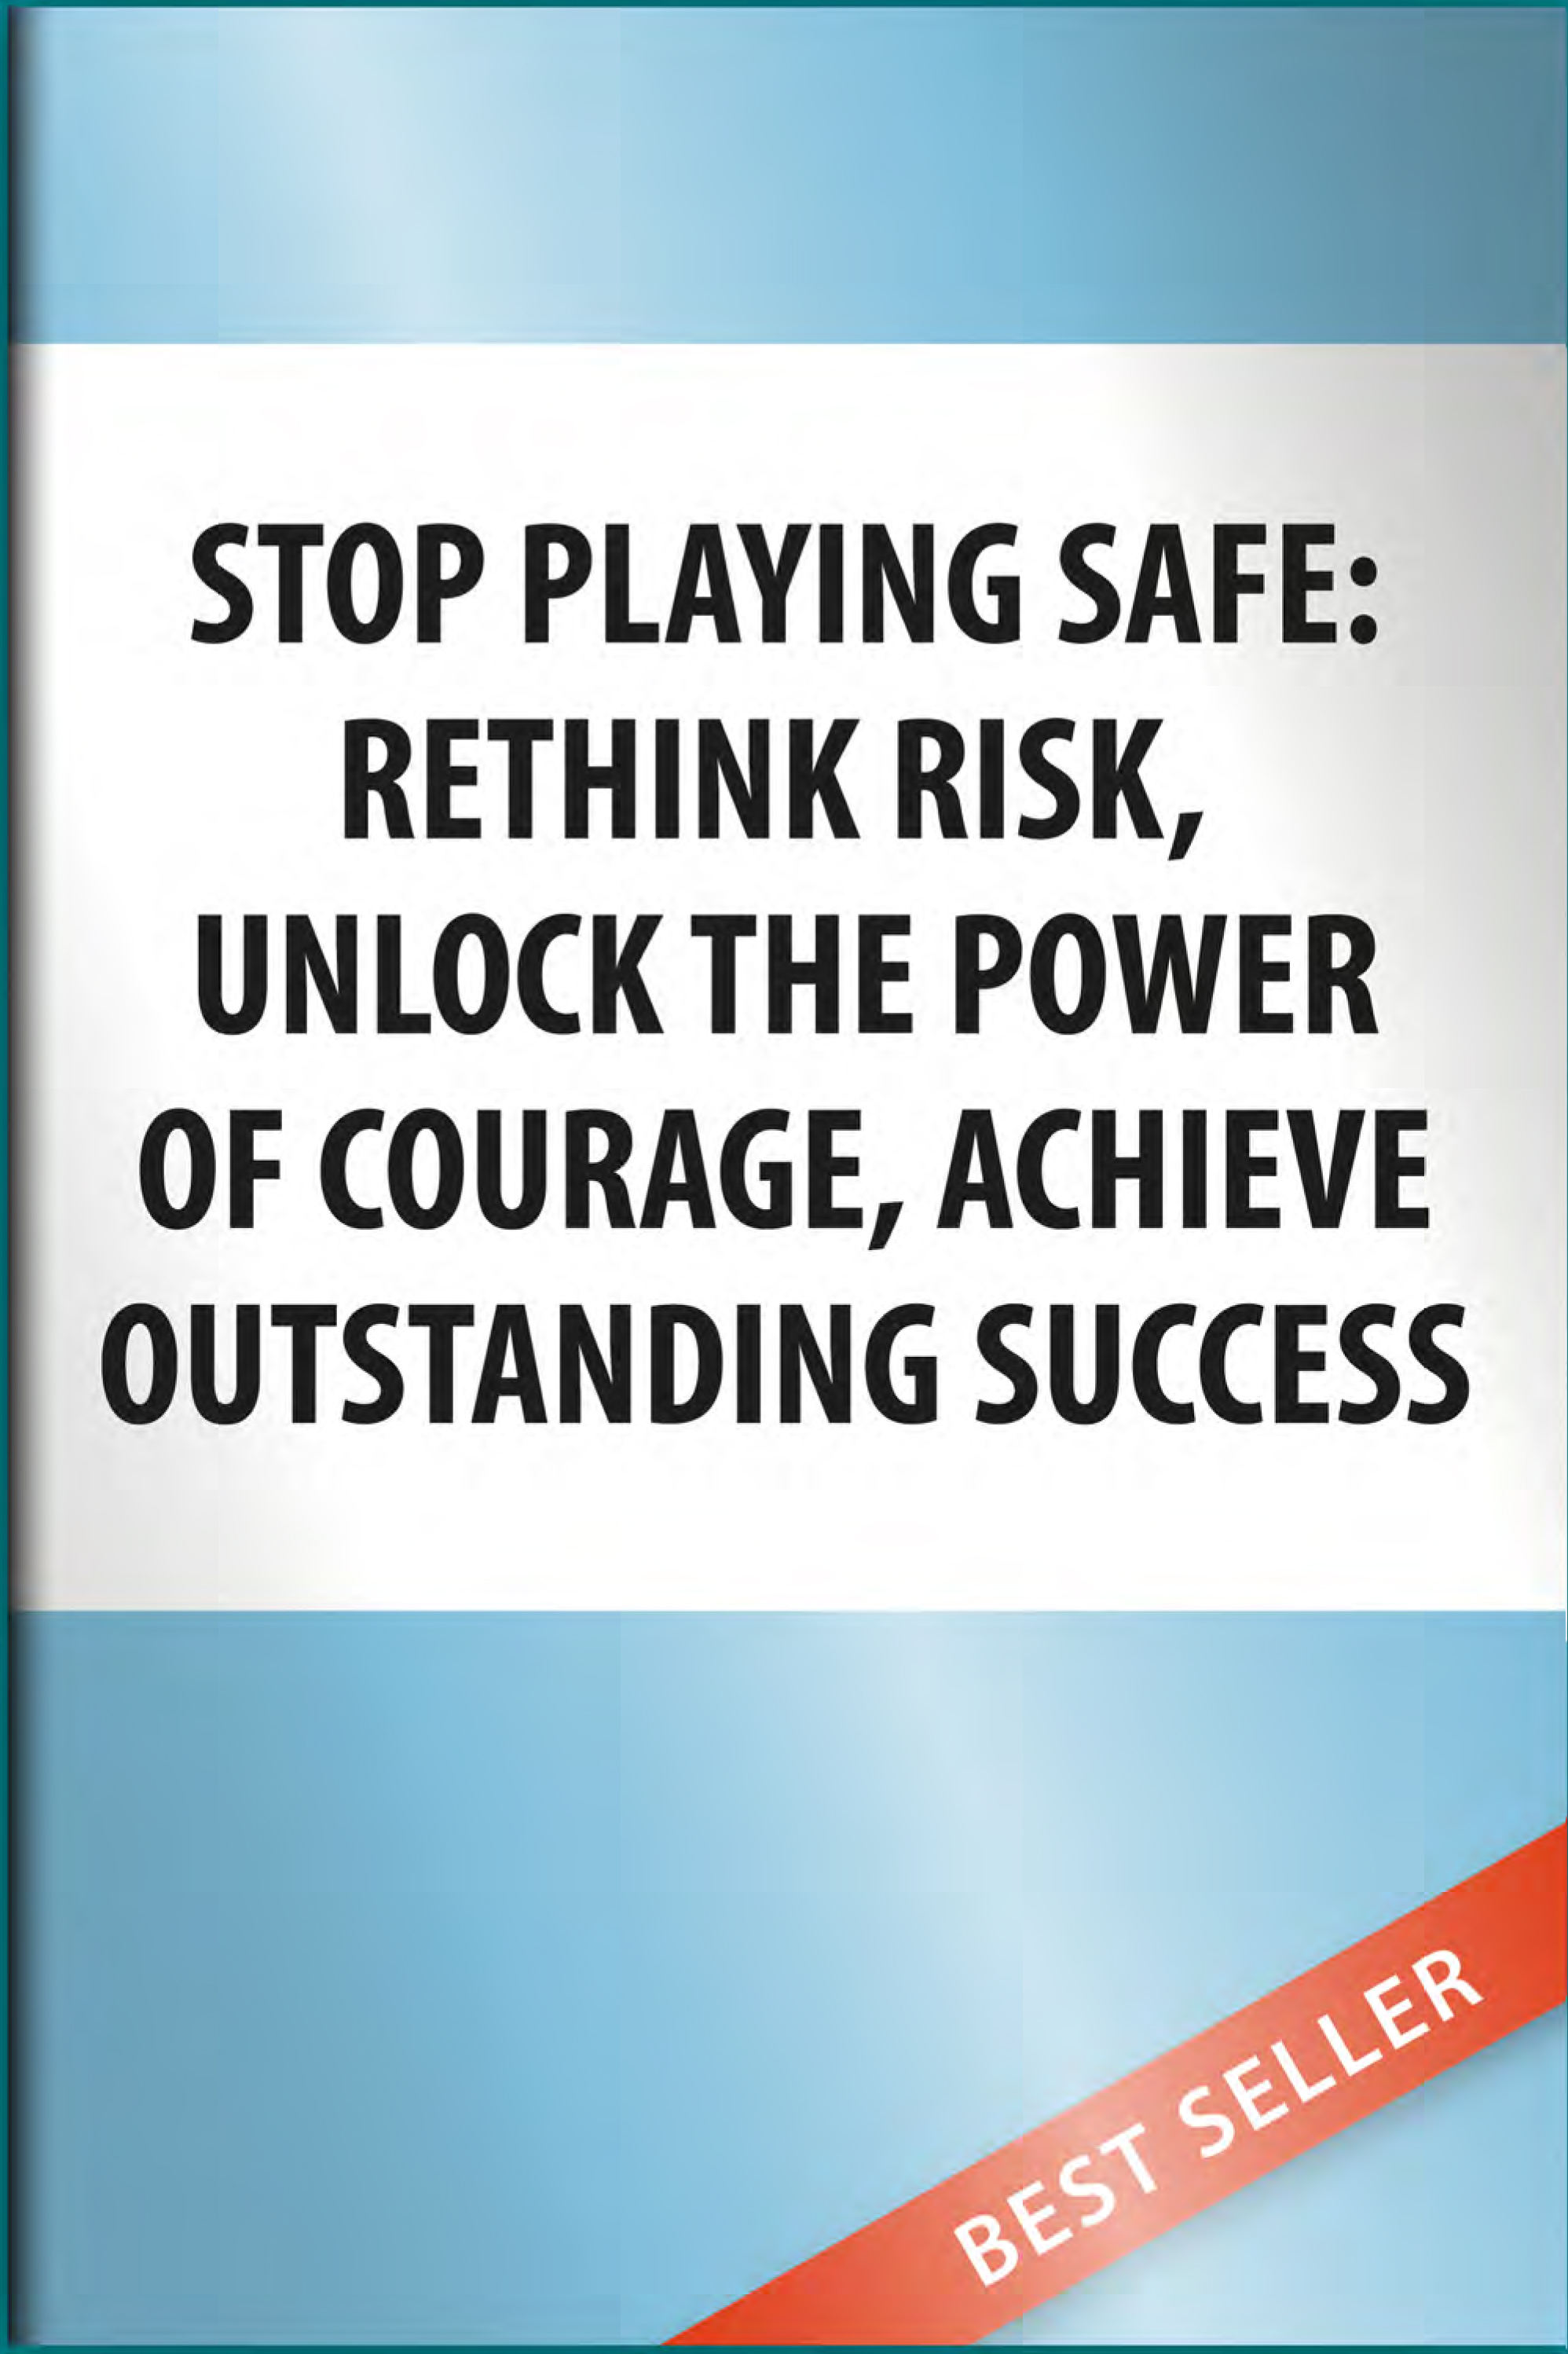 STOP PLAYING SAFE:
RETHINK RISK,
UNLOCK THE POWER
OF COURAGE, ACHIEVE
OUTSTANDING SUCCESS
BEST SELLER